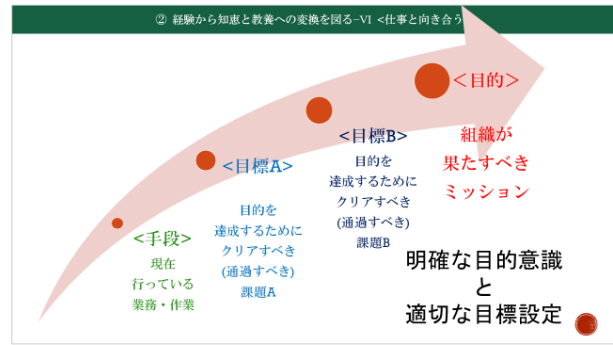 ② 経験から知恵と教養への変換を図る-Ⅵ <仕事と向き合う
<目的>
組織が
果たすべき
ミッション
<目標B>
目的を
達成するために
クリアすべき
(通過すべき)
課題B
<目標A>
目的を
達成するために
クリアすべき
(通過すべき)
課題A
<手段>
現在
行っている
業務・作業
明確な目的意識
と
適切な目標設定